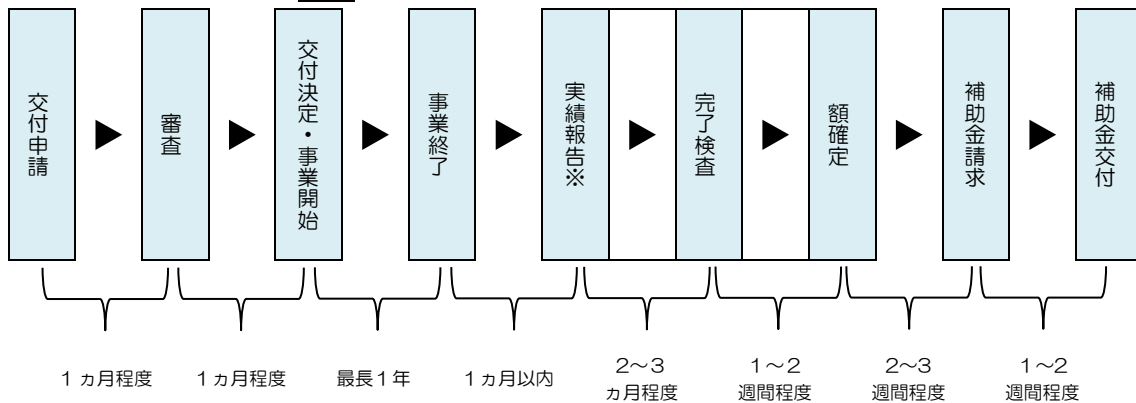 交付申請
審査
交付決定・事業開始
事業終了
実績報告※
完了検査
額確定
補助金請求
補助金交付
1ヵ月程度
1ヵ月程度
最長1年
1ヵ月以内
2~3
ヵ月程度
1~2
週間程度
2~3
週間程度
1~2
週間程度